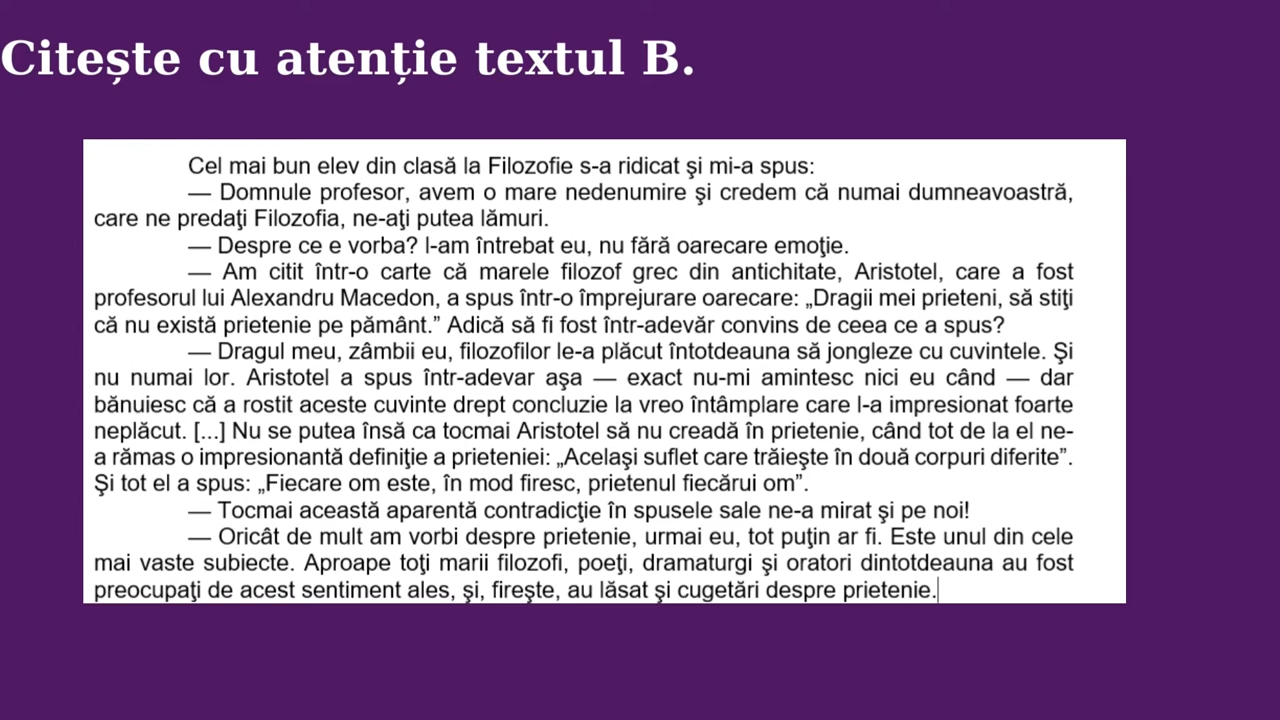 Citește cu atenție textul B.
Cel mai bun elev din clasă la Filozofie s-a ridicat şi mi-a spus:
— Domnule profesor, avem o mare nedenumire şi credem că numai dumneavoastră,
care ne predaţi Filozofia, ne-aţi putea lămuri.
— Despre ce e vorba? l-am întrebat eu, nu fără oarecare emoţie.
— Am citit într-o carte că marele filozof grec din antichitate, Aristotel, care a fost
profesorul lui Alexandru Macedon, a spus într-o împrejurare oarecare: „Dragii mei prieteni, să stiţi
că nu există prietenie pe pământ.” Adică să fi fost într-adevăr convins de ceea ce a spus?
— Dragul meu, zâmbii eu, filozofilor le-a plăcut întotdeauna să jongleze cu cuvintele. Şi
nu numai lor. Aristotel a spus într-adevar aşa — exact nu-mi amintesc nici eu când — dar
bănuiesc că a rostit aceste cuvinte drept concluzie la vreo întâmplare care l-a impresionat foarte
neplăcut. [...] Nu se putea însă ca tocmai Aristotel să nu creadă în prietenie, când tot de la el ne-
a rămas o impresionantă definiţie a prieteniei: „Acelaşi suflet care trăieşte în două corpuri diferite”.
Şi tot el a spus: „Fiecare om este, în mod firesc, prietenul fiecărui om”.
— Tocmai această aparentă contradicţie în spusele sale ne-a mirat şi pe noi!
— Oricât de mult am vorbi despre prietenie, urmai eu, tot puţin ar fi. Este unul din cele
mai vaste subiecte. Aproape toţi marii filozofi, poeţi, dramaturgi şi oratori dintotdeauna au fost
preocupaţi de acest sentiment ales, şi, fireşte, au lăsat şi cugetări despre prietenie.